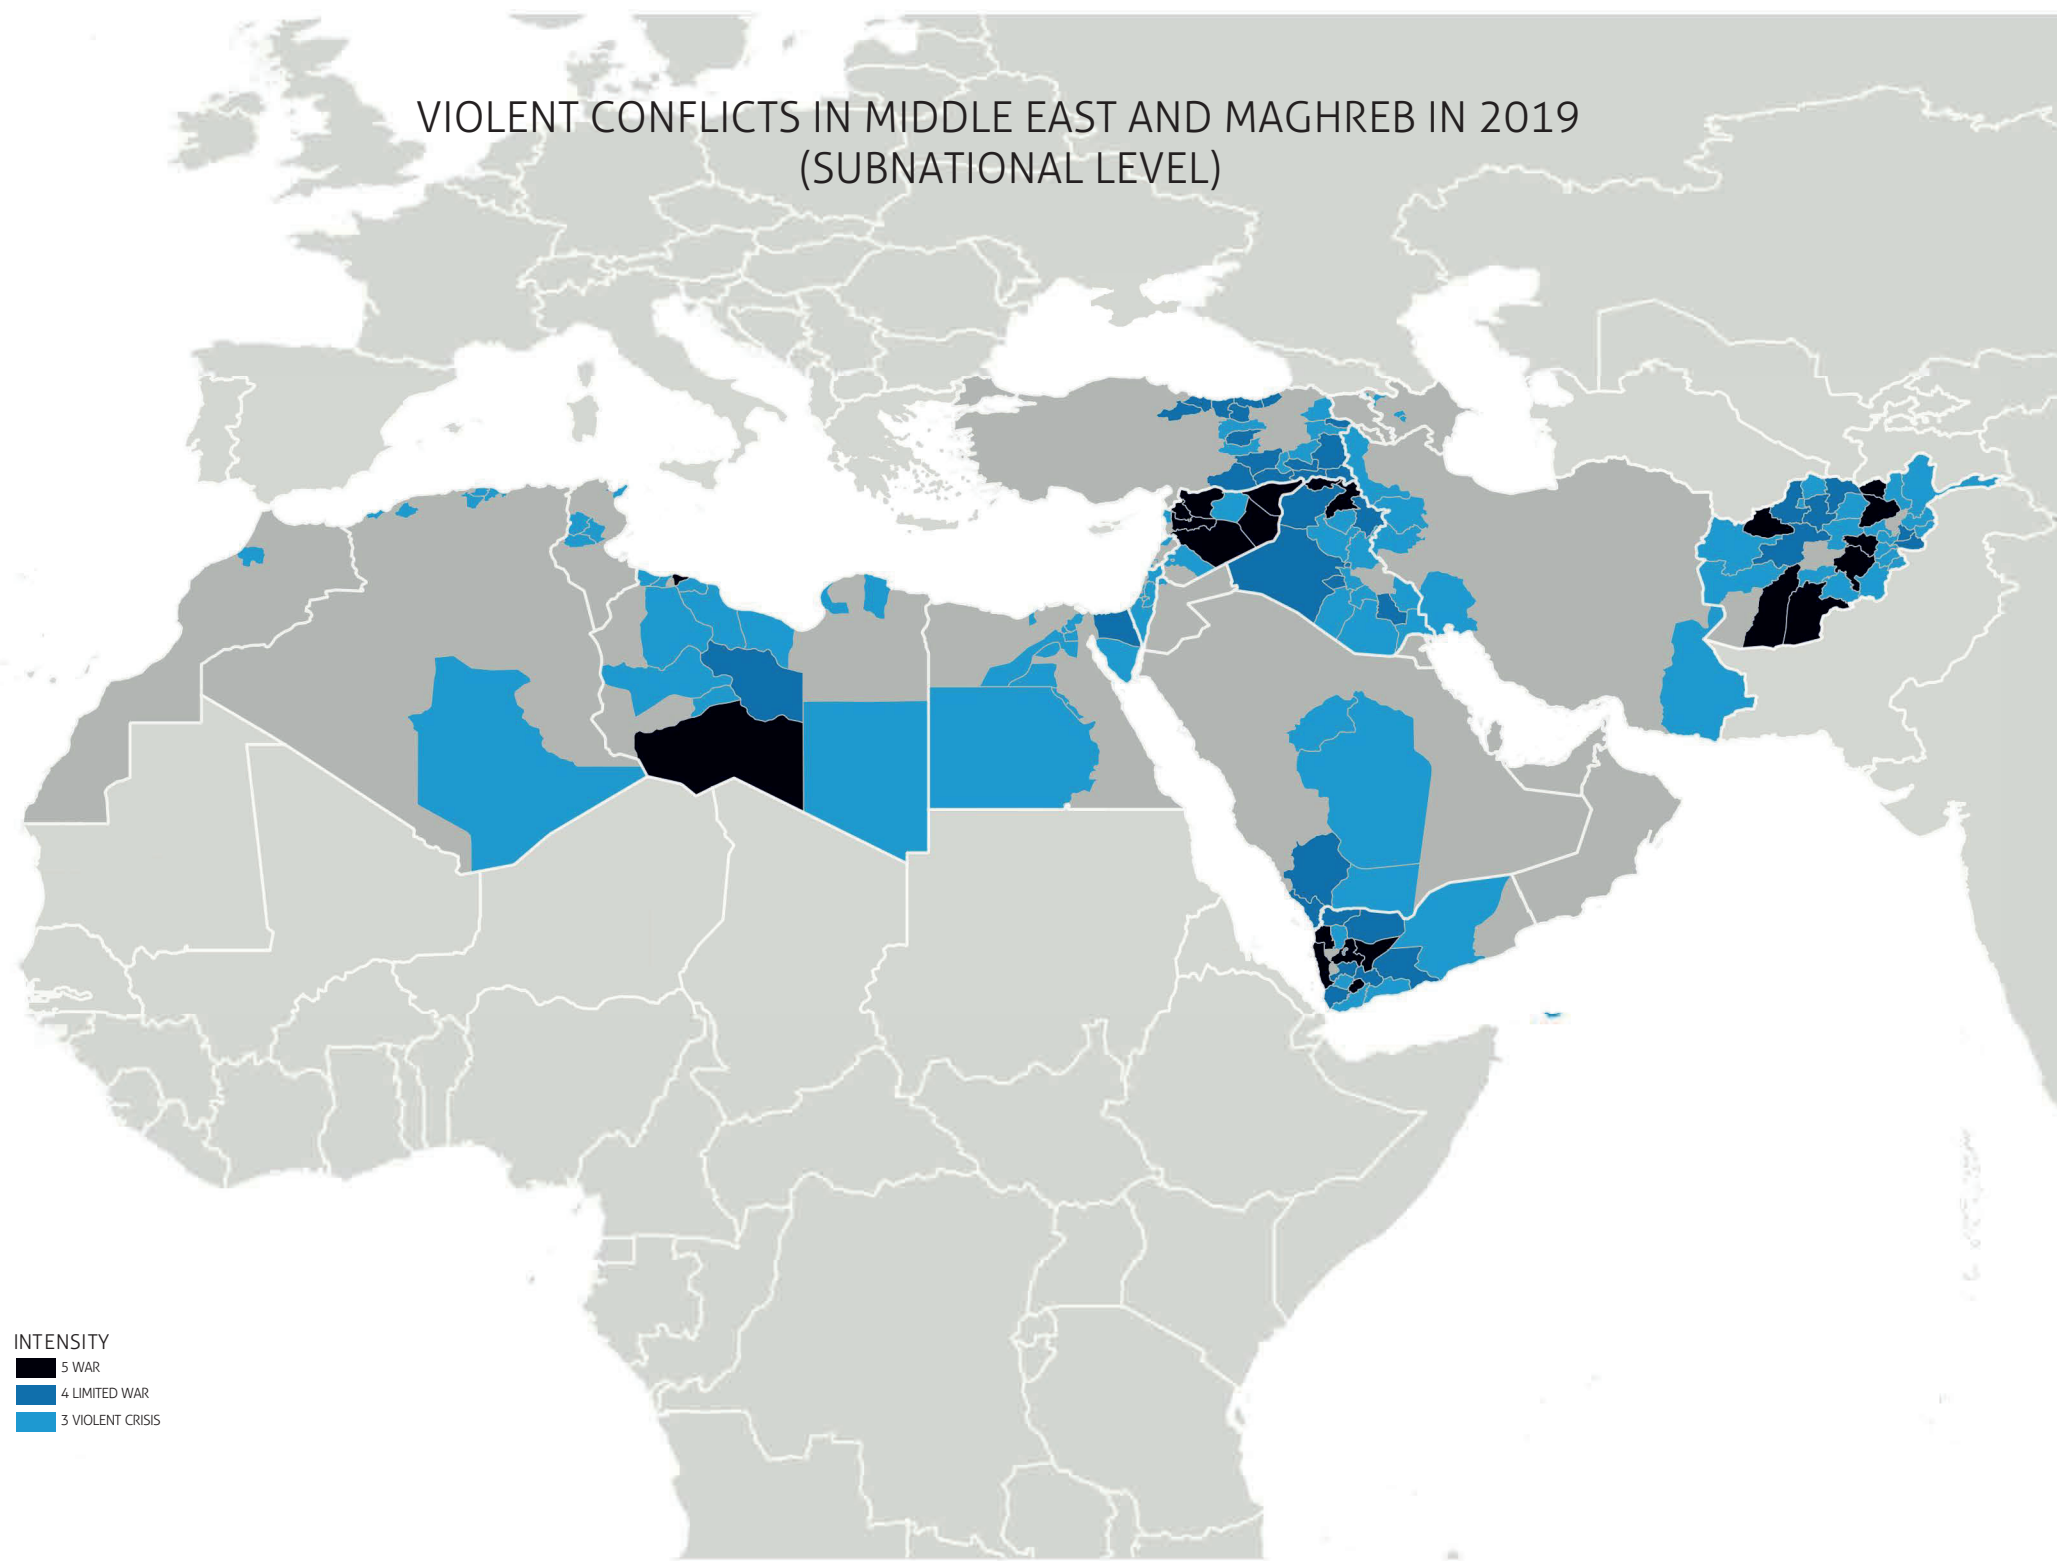 VIOLENT CONFLICTS IN MIDDLE EAST AND MAGHREB IN 2019
(SUBNATIONAL LEVEL)
INTENSITY
5 WAR
4 LIMITED WAR
3 VIOLENT CRISIS